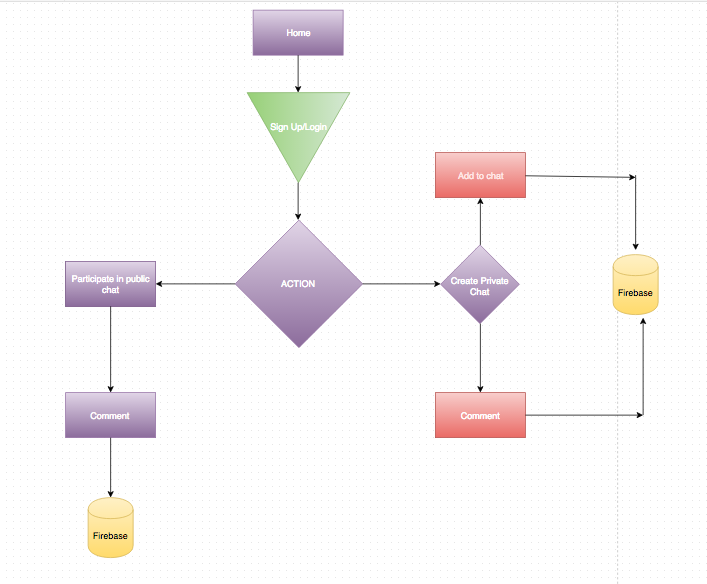 Home
Sign Up/Login
Add to chat
Participate in public
chat
ACTION
Create Private
Chat
Firebase
Comment
Comment
Firebase